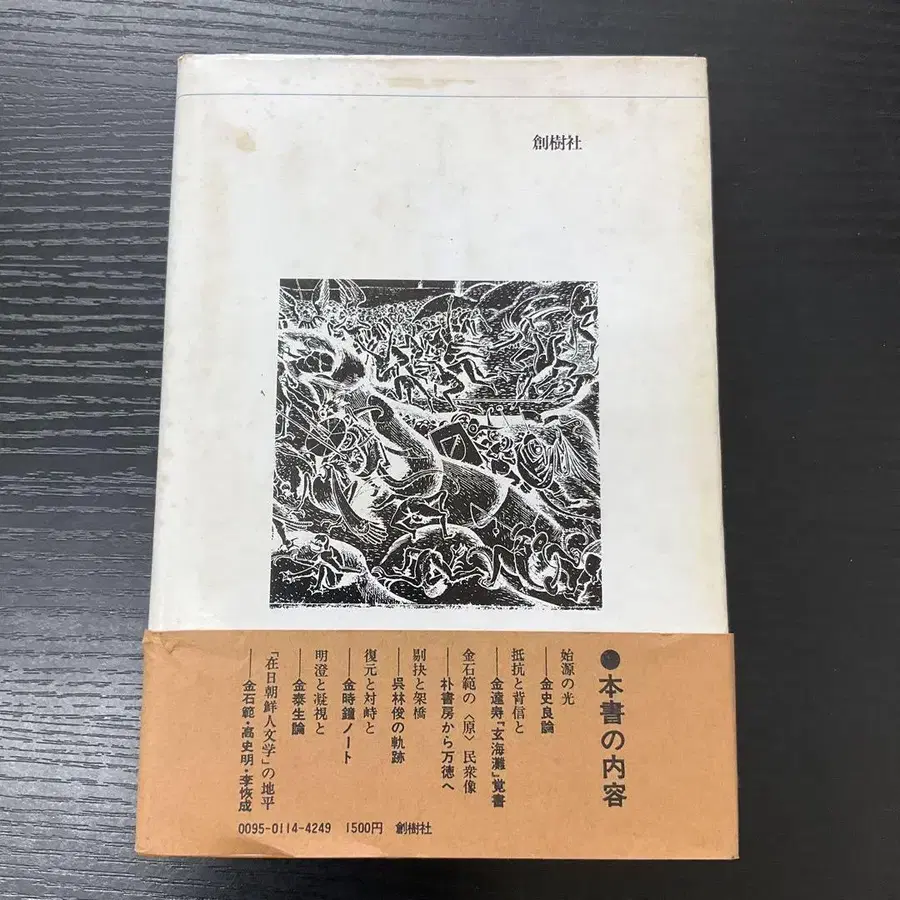 創樹社
●本書の内容
始源の光
──金史良論
抵抗と背信と
──金達寿「玄海灘」覚書
金石範の〈原〉民衆像
──朴書房から万徳へ
剔抉と架橋
──呉林俊の軌跡
復元と対峙と
──金時鐘ノート
明澄と凝視と
──金泰生論
「在日朝鮮人文学」の地平
──金石範・高史明・李恢成
0095-0114-4249 1500円 創樹社